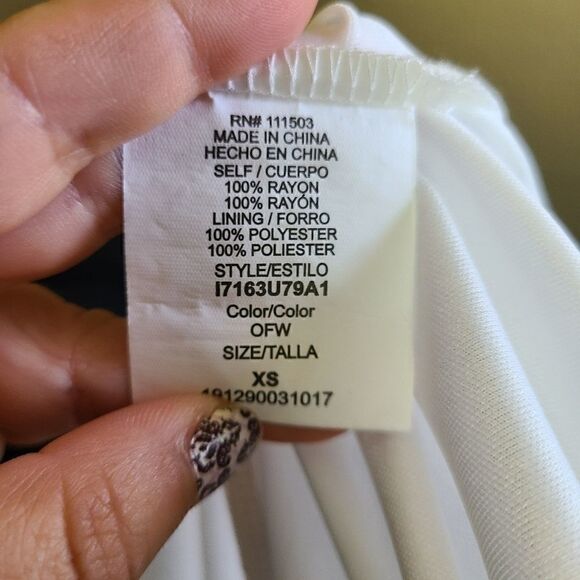 RN# 111503
MADE IN CHINA
HECHO EN CHINA
SELF / CUERPO
100% RAYON
100% RAYÓN
LINING / FORRO
100% POLYESTER
100% POLIESTER
STYLE/ESTILO
I7163U79A1
Color/Color
OFW
SIZE/TALLA
XS
191290031017